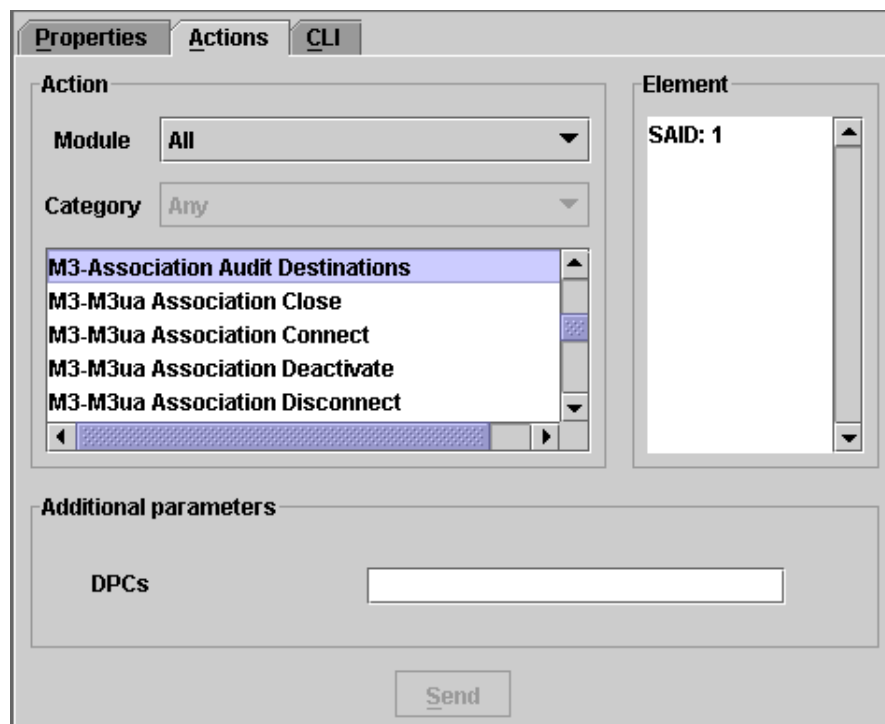 Properties Actions CLI
Action
Module All
Category Any
M3-Association Audit Destinations
M3-M3ua Association Close
M3-M3ua Association Connect
M3-M3ua Association Deactivate
M3-M3ua Association Disconnect
Element
SAID: 1
Additional parameters
DPCs
Send